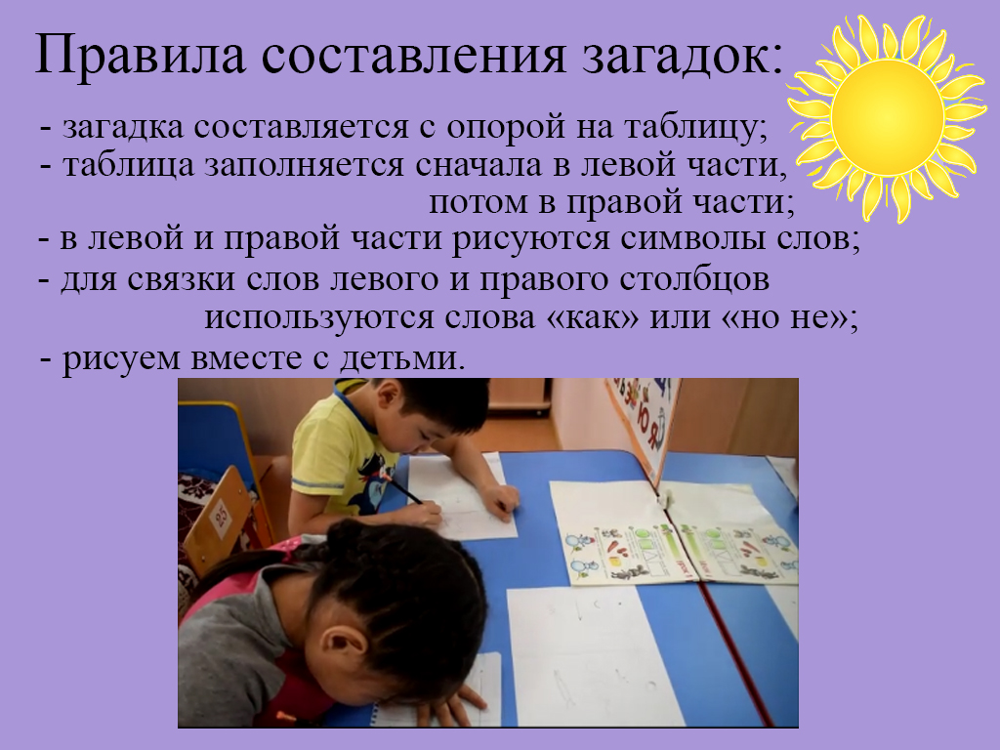 Правила составления загадок:
- загадка составляется с опорой на таблицу;
- таблица заполняется сначала в левой части,
потом в правой части;
- в левой и правой части рисуются символы слов;
- для связки слов левого и правого столбцов
используются слова «как» или «но не»;
- рисуем вместе с детьми.
Ю
Я
25